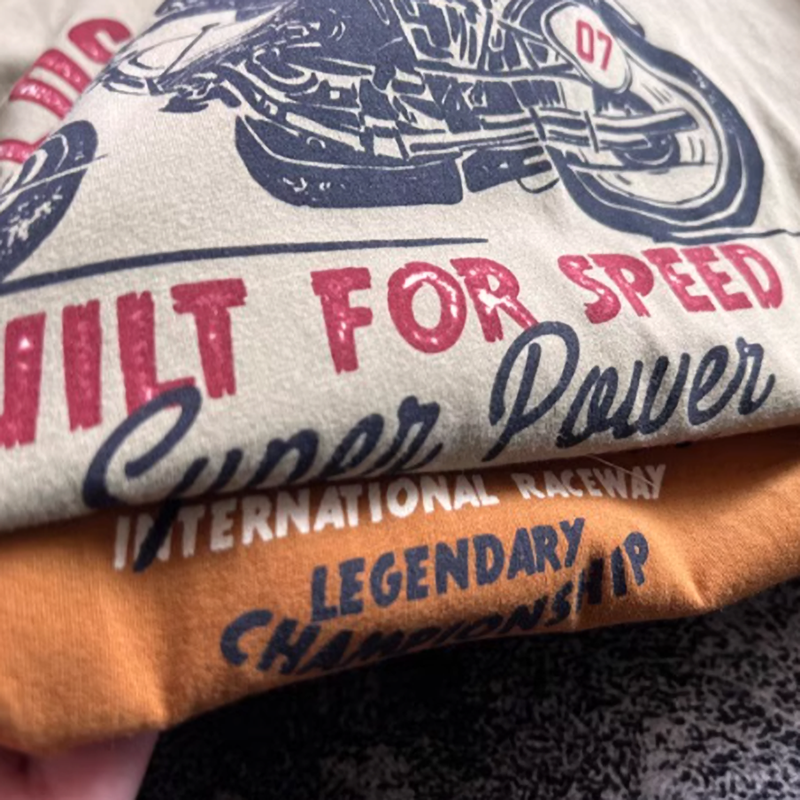 07
UILT FOR SPEED
Super Power
INTERNATIONAL RACEWAY
LEGENDARY
CHAMPIONSHIP